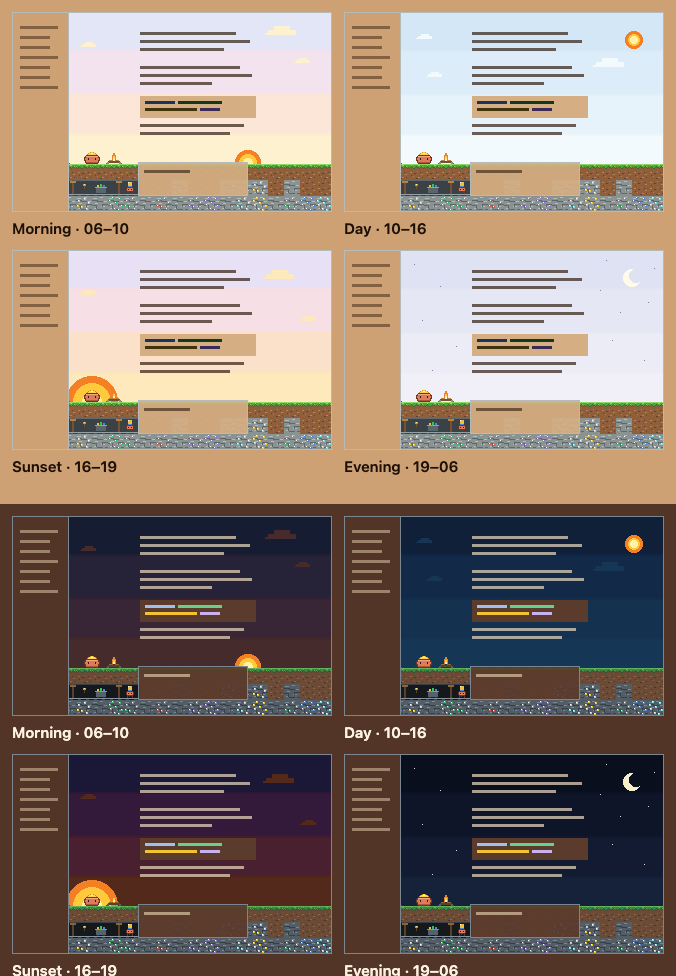 Morning · 06–10
Day · 10–16
Sunset · 16–19
Evening · 19–06
Morning · 06–10
Day · 10–16
Sunset · 16–19
Evening · 19–06